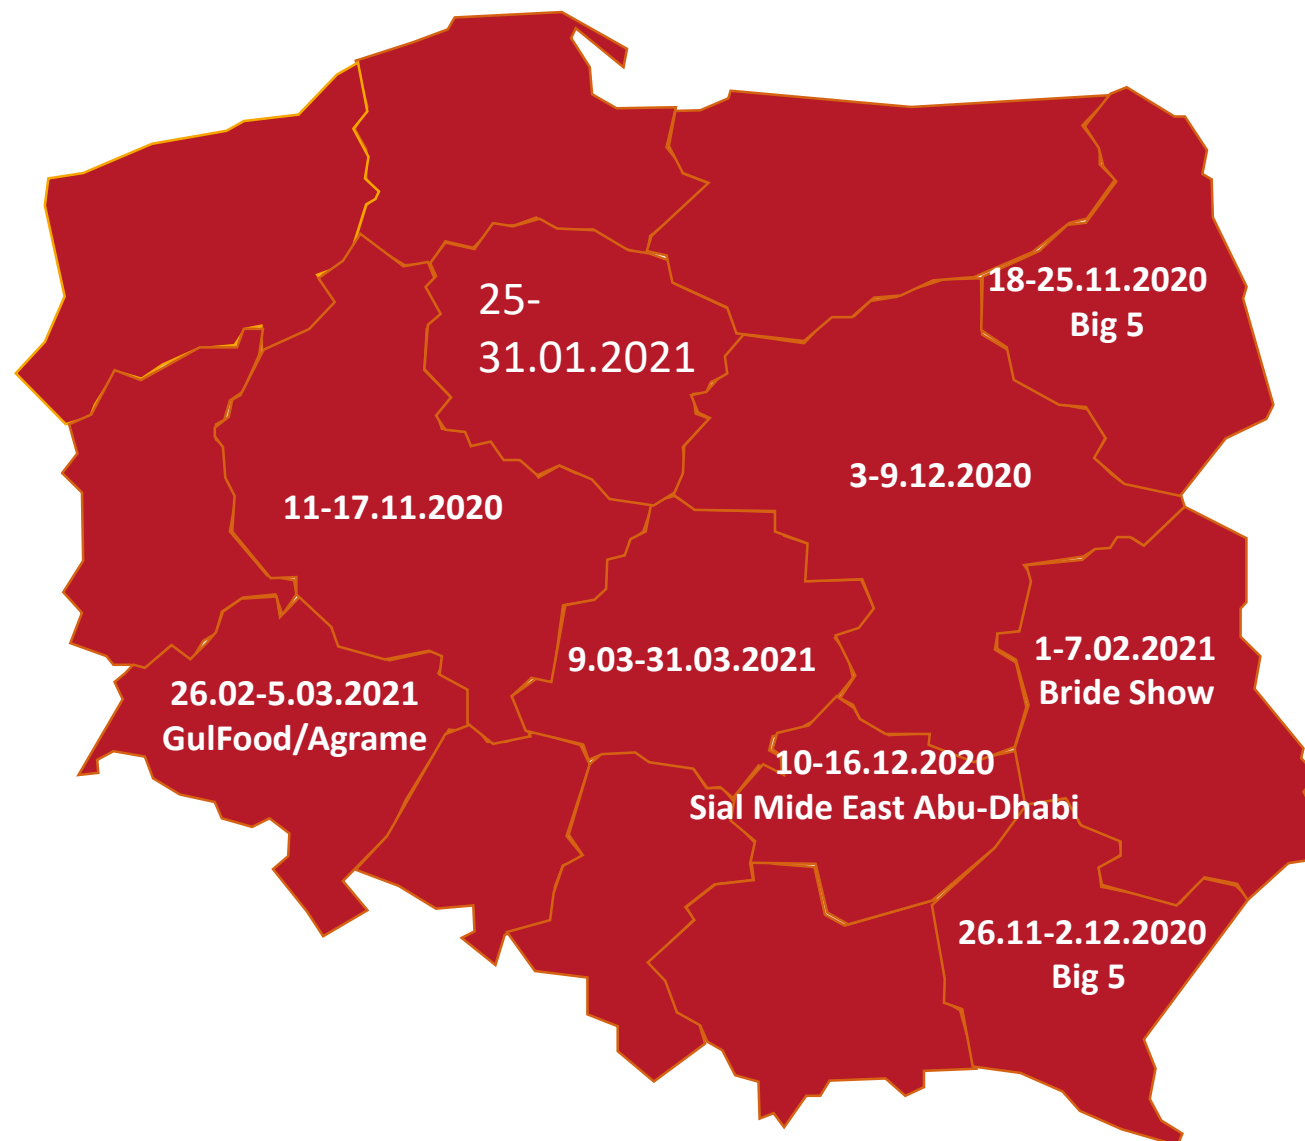 18-25.11.2020
Big 5
25-
31.01.2021
3-9.12.2020
11-17.11.2020
9.03-31.03.2021
1-7.02.2021
Bride Show
26.02-5.03.2021
GulFood/Agrame
10-16.12.2020
Sial Mide East Abu-Dhabi
26.11-2.12.2020
Big 5